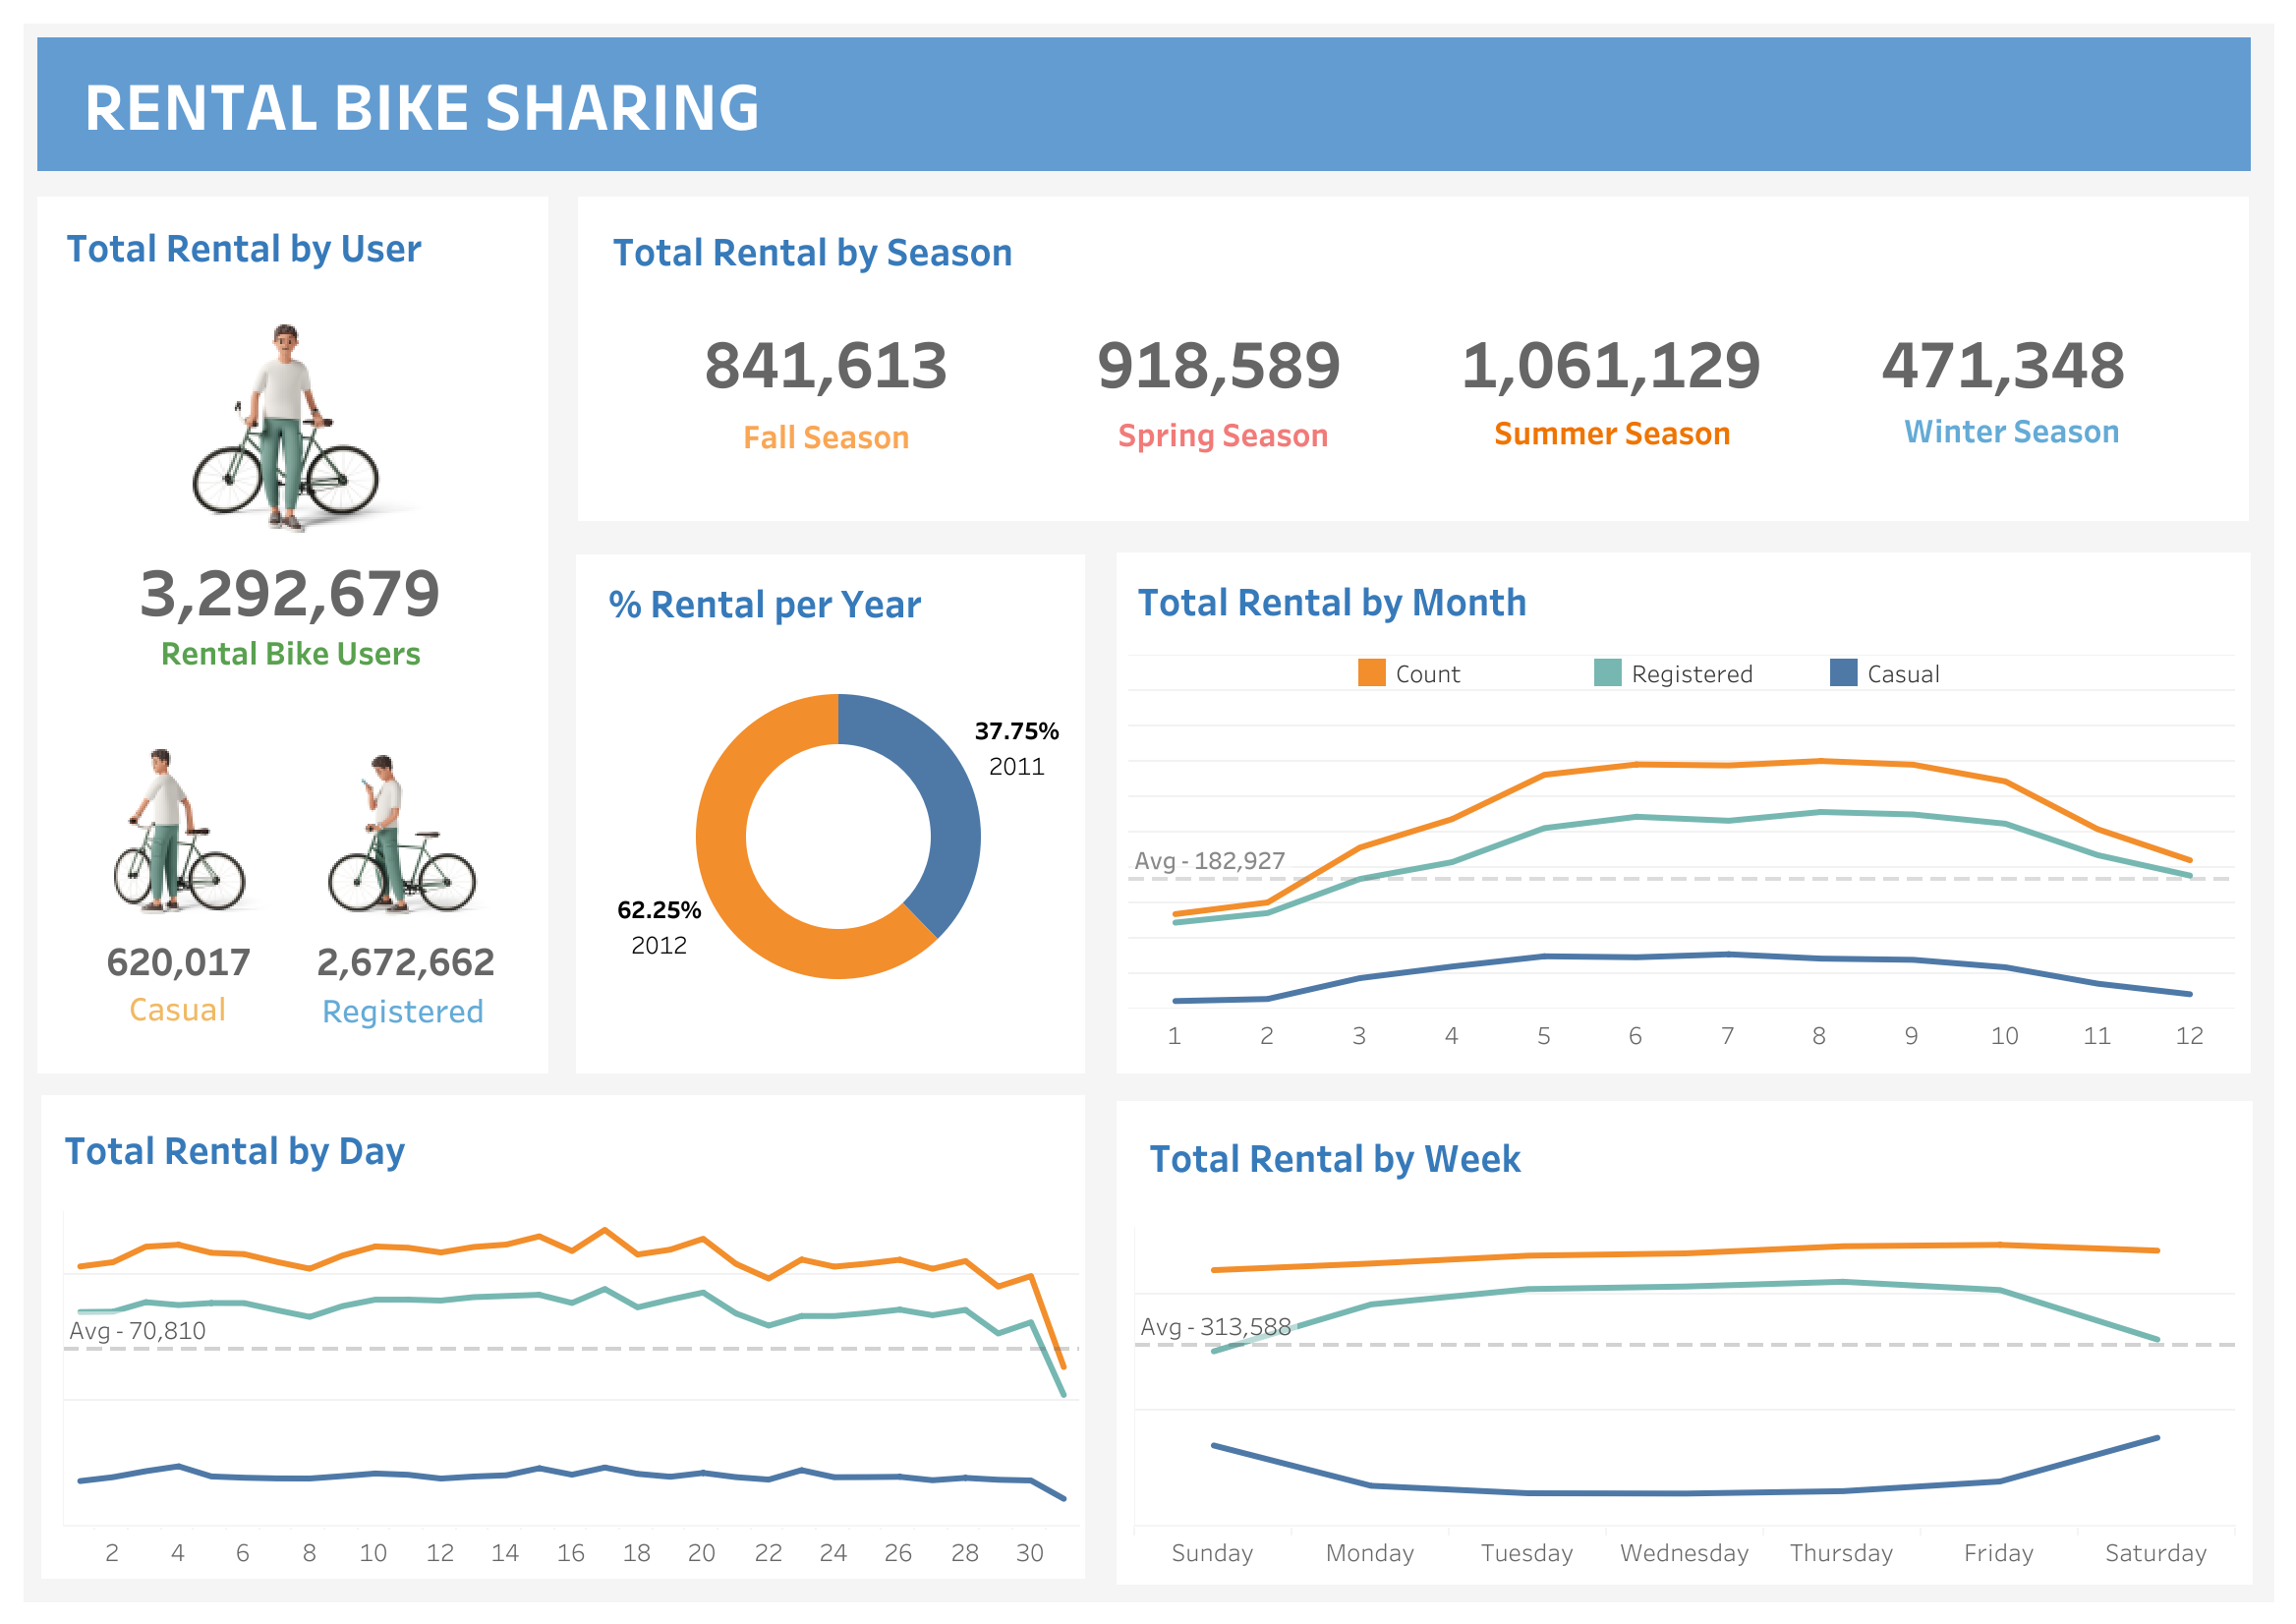 RENTAL BIKE SHARING
Total Rental by User
3,292,679
Rental Bike Users
620,017
Casual
2,672,662
Registered
Total Rental by Season
841,613
Fall Season
918,589
Spring Season
1,061,129
Summer Season
471,348
Winter Season
% Rental per Year
37.75%
2011
62.25%
2012
Total Rental by Month
Count Registered Casual
Avg - 182,927
1 2 3 4 5 6 7 8 9 10 11 12
Total Rental by Day
Avg - 70,810
2 4 6 8 10 12 14 16 18 20 22 24 26 28 30
Total Rental by Week
Avg - 313,588
Sunday Monday Tuesday Wednesday Thursday Friday Saturday